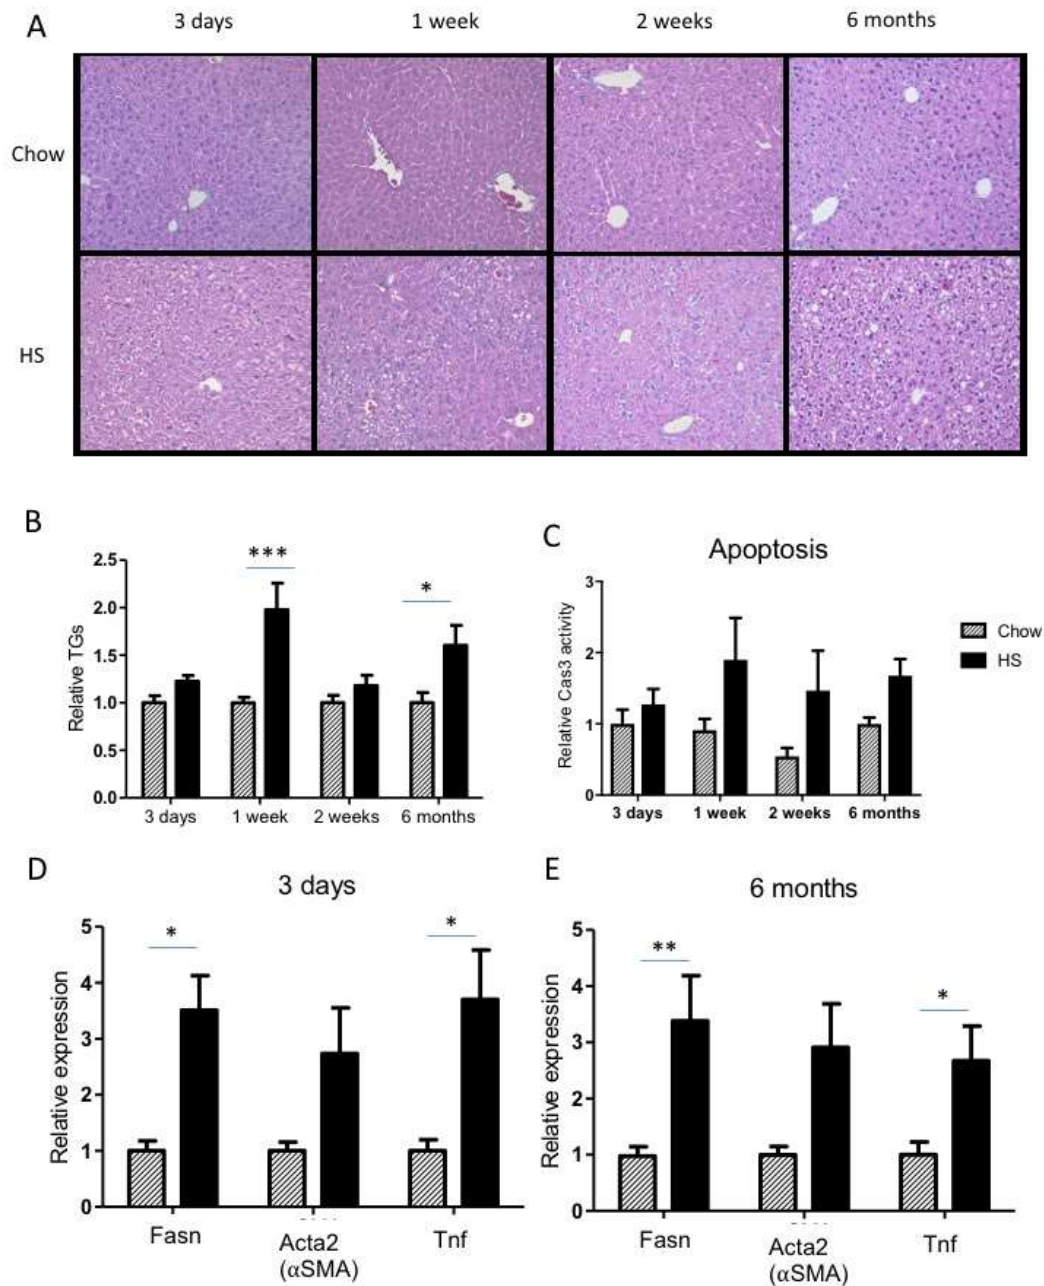 A
3 days
1 week
2 weeks
6 months
Chow
HS
B
***
*
2.5
2.0
1.5
1.0
0.5
0.0
Relative TGs
3 days
1 week
2 weeks
6 months
C
Apoptosis
3
2
1
0
Relative Cas3 activity
3 days
1 week
2 weeks
6 months
Chow
HS
D
3 days
*
*
5
4
3
2
1
0
Relative expression
Fasn
Acta2
(αSMA)
Tnf
E
6 months
**
*
5
4
3
2
1
0
Relative expression
Fasn
Acta2
(αSMA)
Tnf